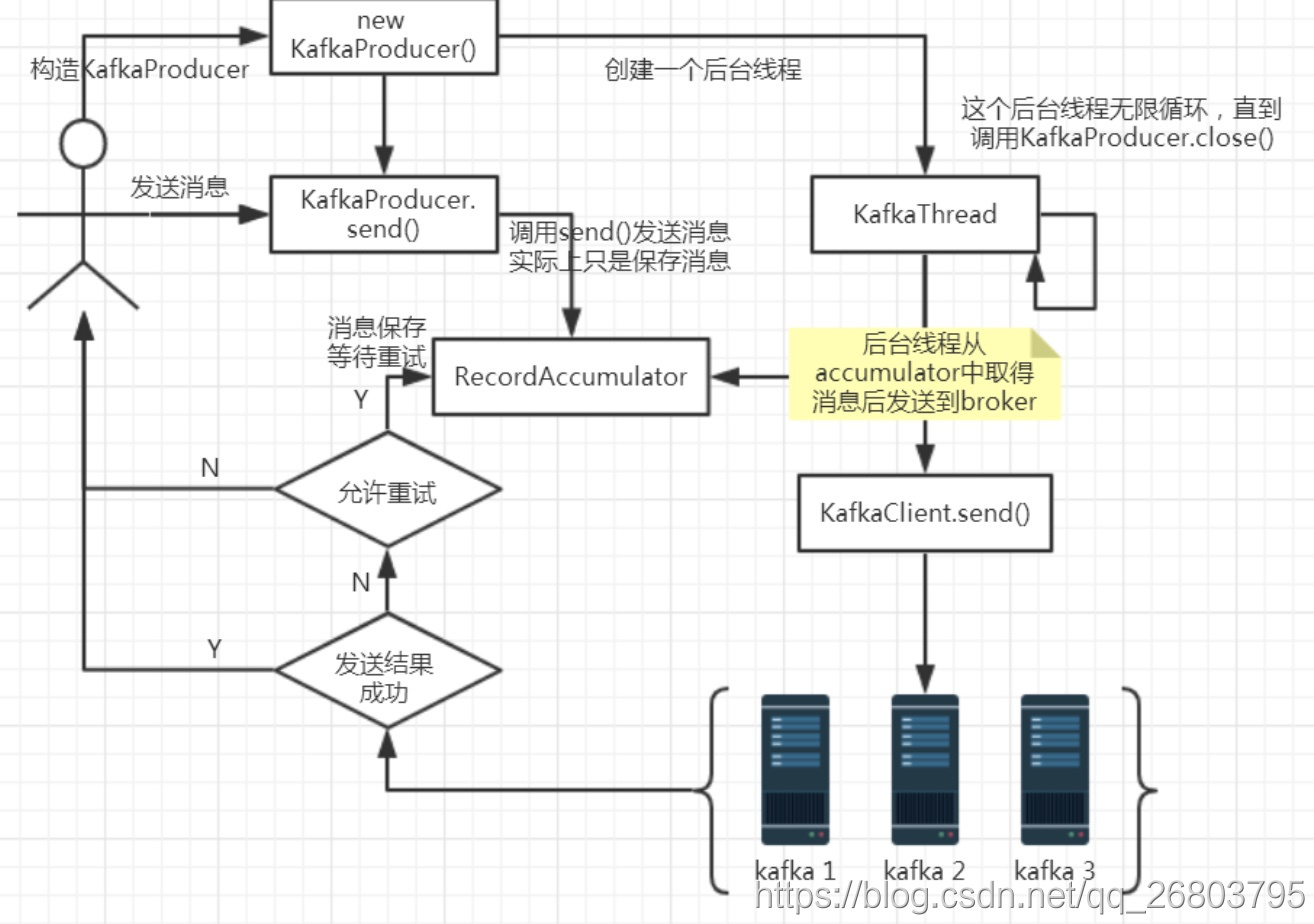 new
KafkaProducer()
构造KafkaProducer
创建一个后台线程
这个后台线程无限循环，直到
调用KafkaProducer.close()
发送消息
KafkaProducer.
send()
KafkaThread
调用send()发送消息
实际上只是保存消息
消息保存
等待重试
RecordAccumulator
后台线程从
accumulator中取得
消息后发送到broker
Y
N
允许重试
KafkaClient.send()
N
Y
发送结果
成功
kafka 1
kafka 2
kafka 3
https://blog.csdn.net/qq_26803795